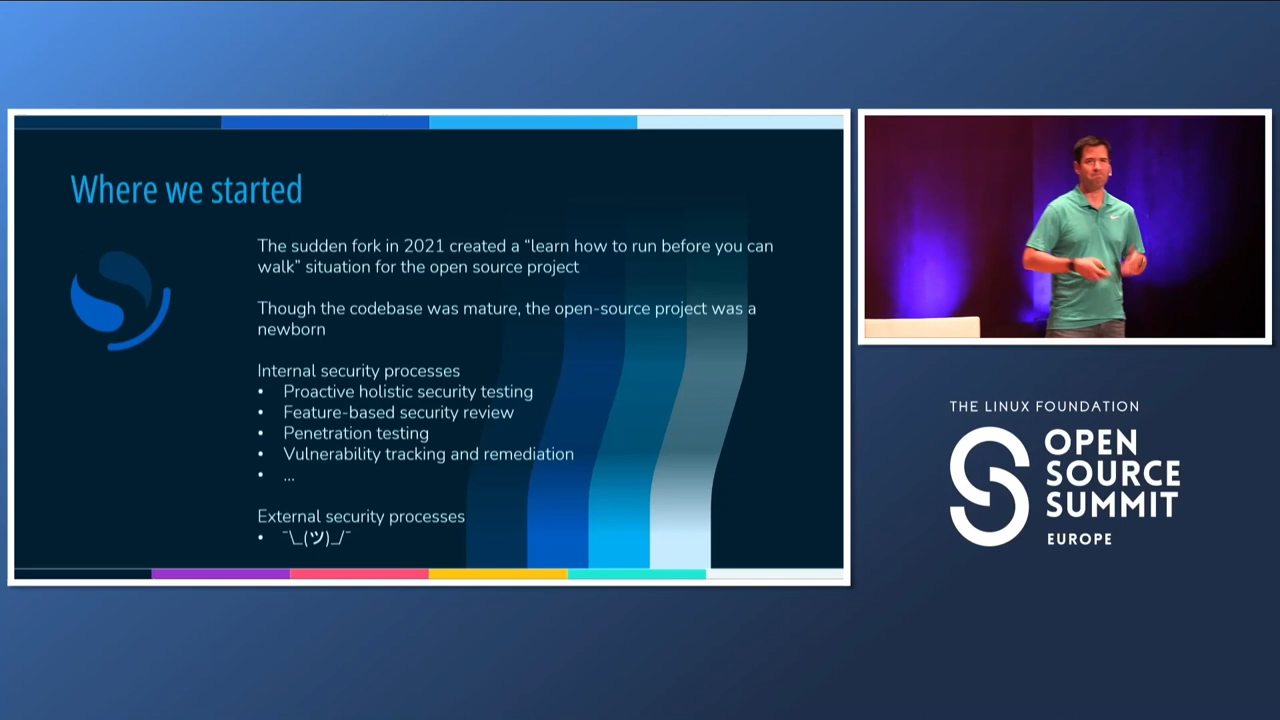 Where we started
The sudden fork in 2021 created a “learn how to run before you can
walk” situation for the open source project
Though the codebase was mature, the open-source project was a
newborn
Internal security processes
• Proactive holistic security testing
• Feature-based security review
• Penetration testing
• Vulnerability tracking and remediation
• ...
External security processes
• ¯\_(ツ)_/¯
THE LINUX FOUNDATION
OPEN
SOURCE
SUMMIT
EUROPE